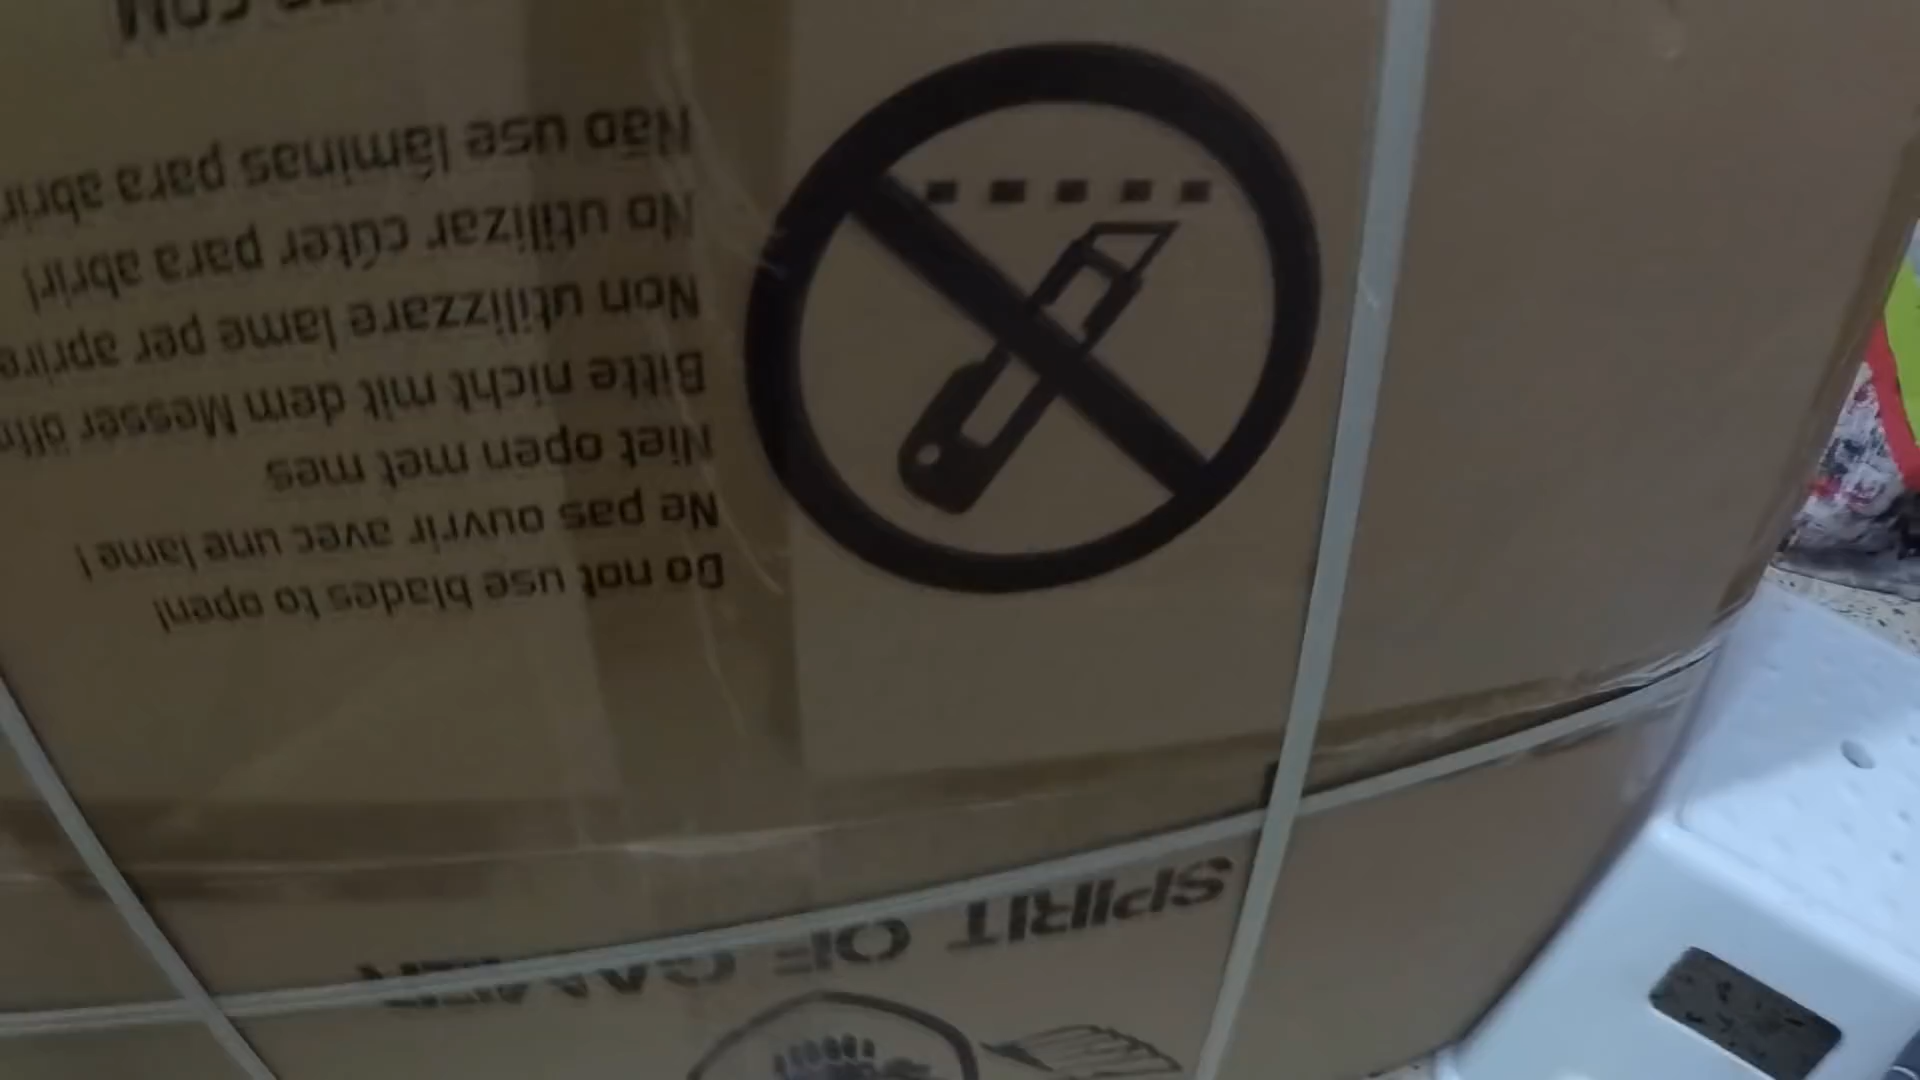 Do not use blades to open!
Ne pas ouvrir avec une lame !
Niet open met mes
Bitte nicht mit dem Messer
Non utilizzare lame per aprire
No utilizar cúter para abrir!
Não use lâminas para abrir
SPIRIT OF GAMER